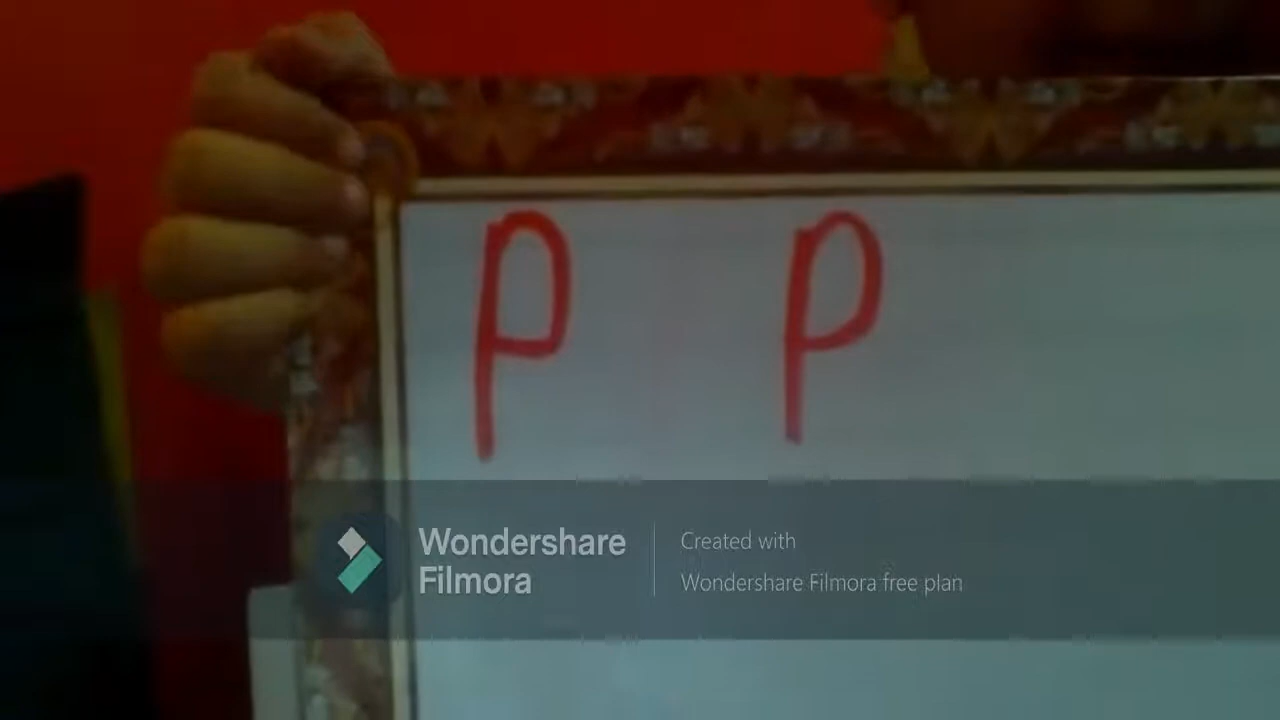 P P
Wondershare
Filmora
Created with
Wondershare Filmora free plan